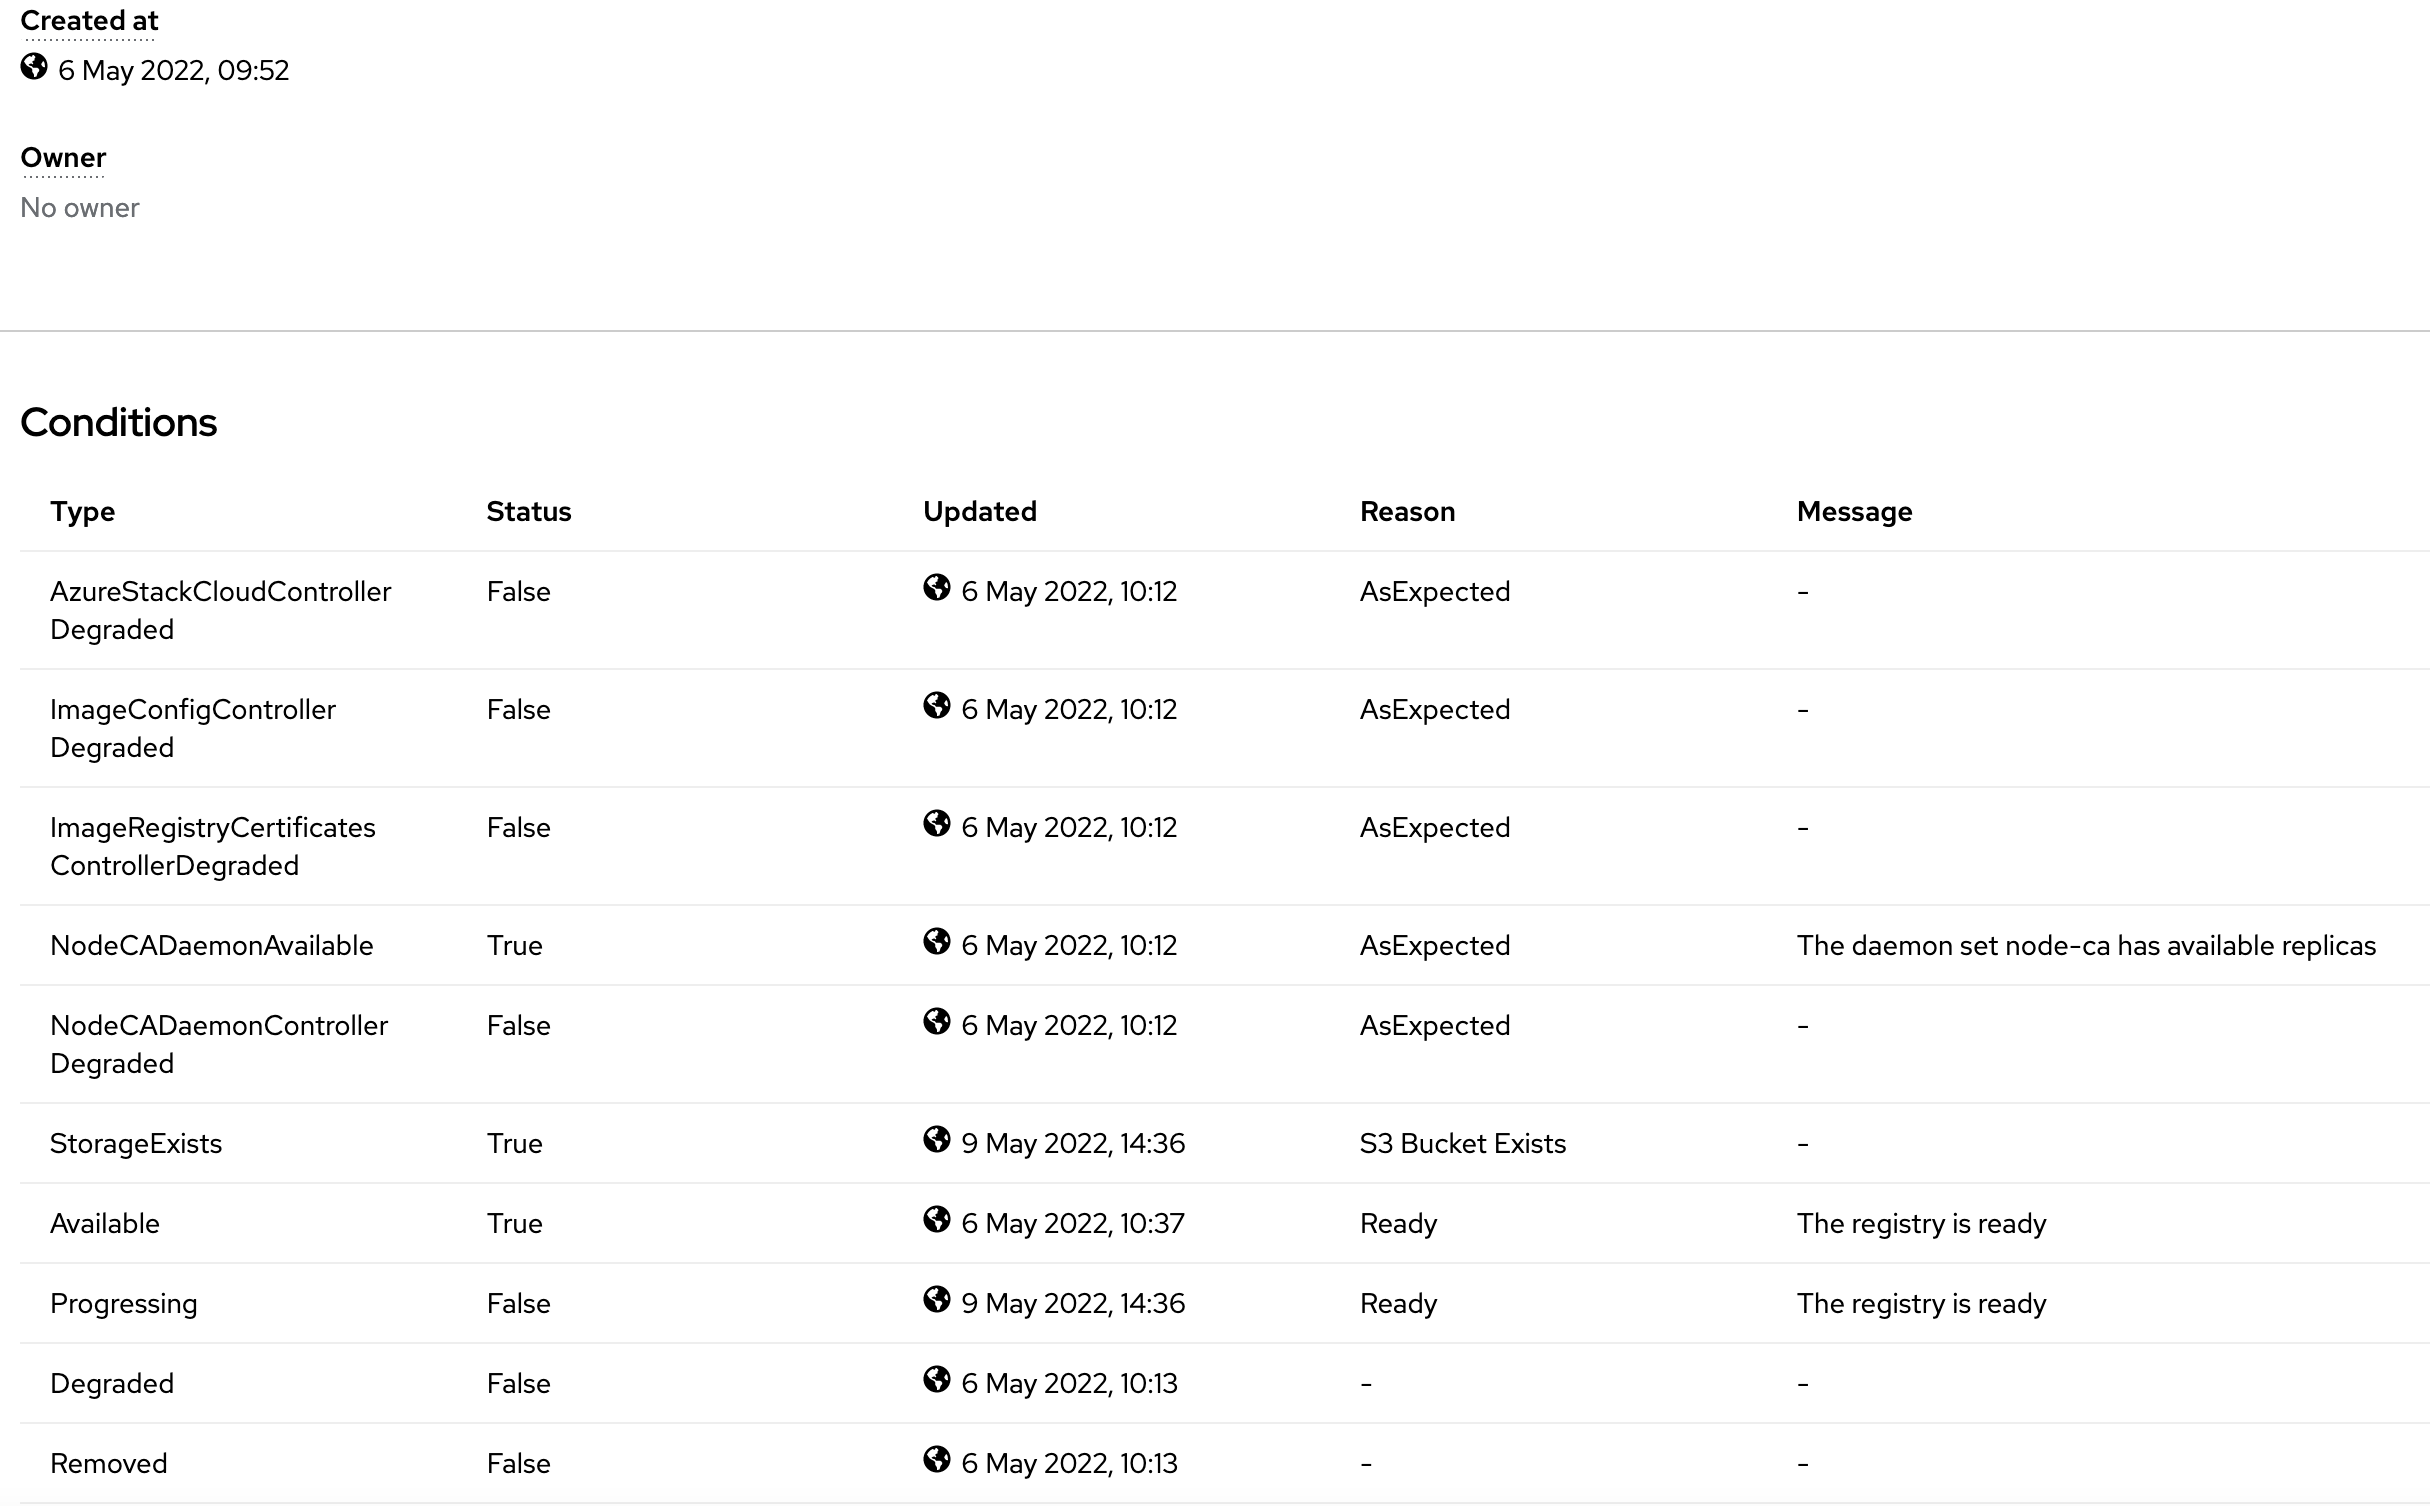 Created at
6 May 2022, 09:52
Owner
No owner
Conditions
Type Status Updated Reason Message
AzureStackCloudController False 6 May 2022, 10:12 AsExpected -
Degraded
ImageConfigController False 6 May 2022, 10:12 AsExpected -
Degraded
ImageRegistryCertificates False 6 May 2022, 10:12 AsExpected -
ControllerDegraded
NodeCADaemonAvailable True 6 May 2022, 10:12 AsExpected The daemon set node-ca has available replicas
NodeCADaemonController False 6 May 2022, 10:12 AsExpected -
Degraded
StorageExists True 9 May 2022, 14:36 S3 Bucket Exists -
Available True 6 May 2022, 10:37 Ready The registry is ready
Progressing False 9 May 2022, 14:36 Ready The registry is ready
Degraded False 6 May 2022, 10:13 - -
Removed False 6 May 2022, 10:13 - -